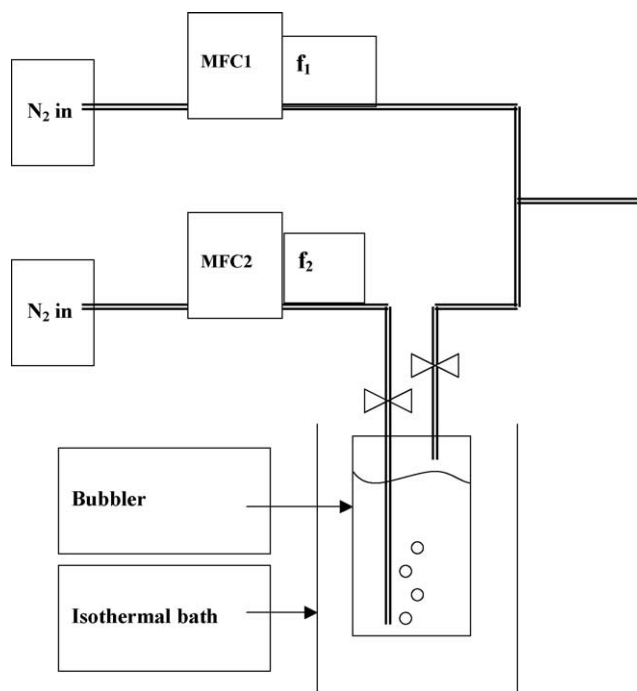 MFC1
f₁
N₂ in
MFC2
f₂
N₂ in
Bubbler
Isothermal bath